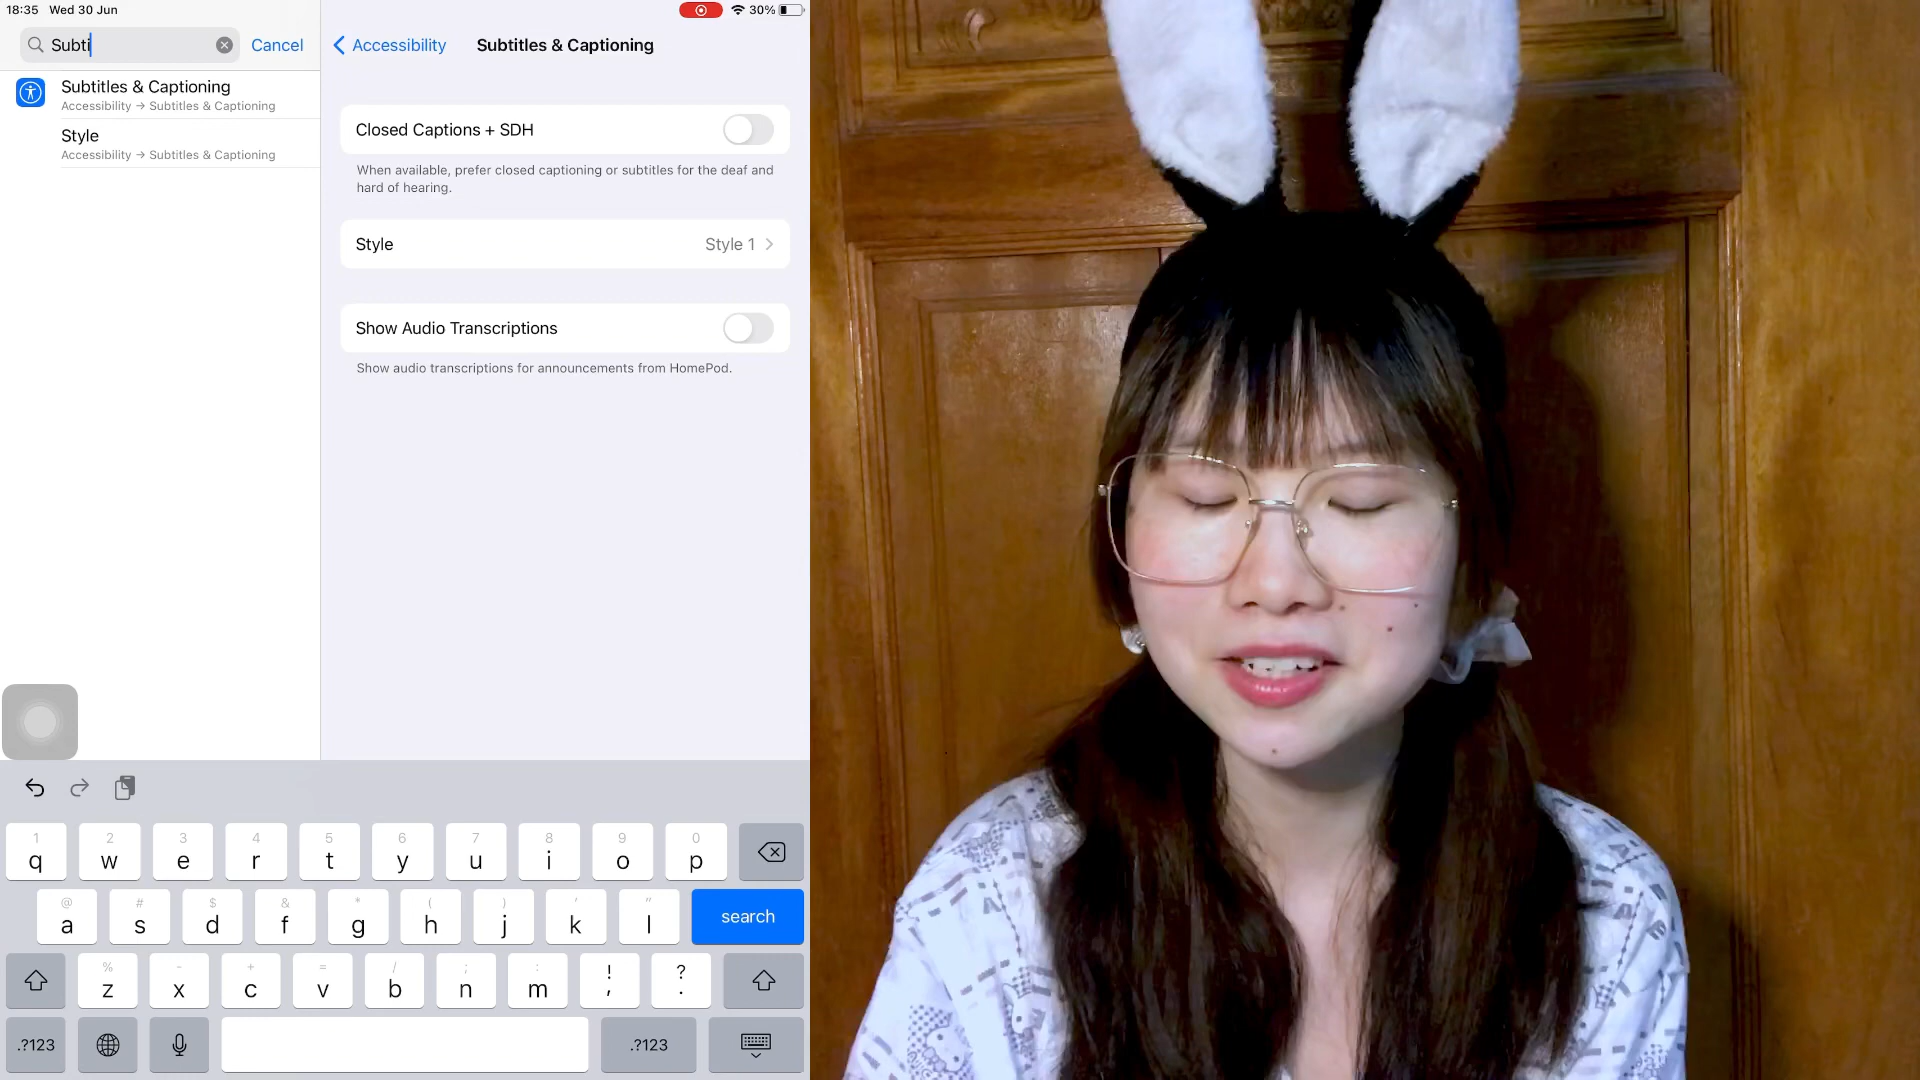 18:35 Wed 30 Jun
30%
Subti
Cancel
Subtitles & Captioning
Accessibility → Subtitles & Captioning
Style
Accessibility → Subtitles & Captioning
Accessibility
Subtitles & Captioning
Closed Captions + SDH
When available, prefer closed captioning or subtitles for the deaf and
hard of hearing.
Style
Style 1
Show Audio Transcriptions
Show audio transcriptions for announcements from HomePod.
1 2 3 4 5 6 7 8 9 0
q w e r t y u i o p
@ # $ & * ( ) ' "
a s d f g h j k l search
% - + = / ; : ! ?
z x c v b n m , .
.?123 .?123